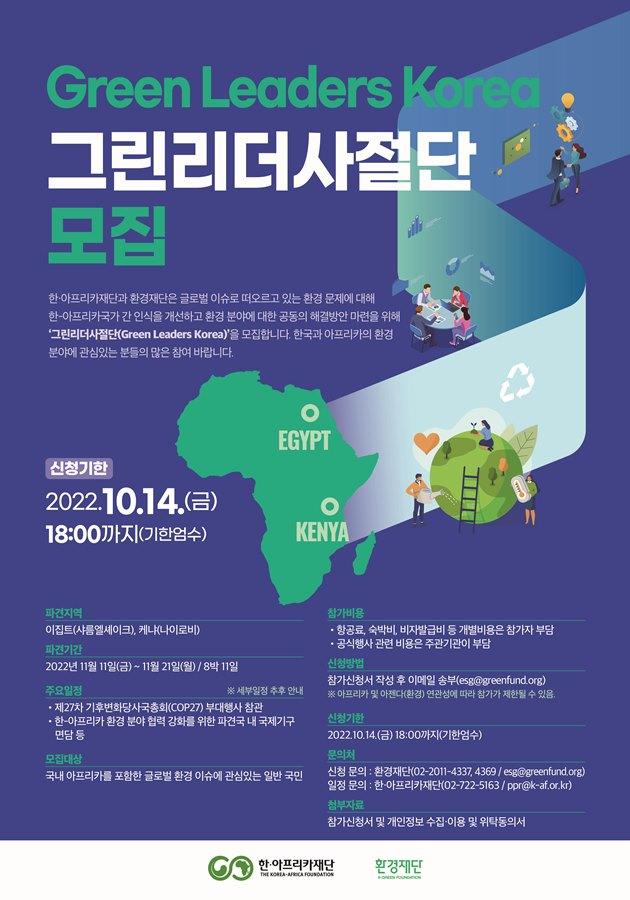 Green Leaders Korea
그린리더사절단
모집
한·아프리카재단과 환경재단은 글로벌 이슈로 떠오르고 있는 환경 문제에 대해
한-아프리카국가 간 인식을 개선하고 환경 분야에 대한 공동의 해결방안 마련을 위해
‘그린리더사절단(Green Leaders Korea)’을 모집합니다. 한국과 아프리카의 환경
분야에 관심있는 분들의 많은 참여 바랍니다.
EGYPT
KENYA
신청기한
2022.10.14.(금)
18:00까지(기한엄수)
파견지역
이집트(샤름엘셰이크), 케냐(나이로비)
파견기간
2022년 11월 11일(금) ~ 11월 21일(월) / 8박 11일
주요일정 ※ 세부일정 추후 안내
• 제27차 기후변화당사국총회(COP27) 부대행사 참관
• 한-아프리카 환경 분야 협력 강화를 위한 파견국 내 국제기구
면담 등
모집대상
국내 아프리카를 포함한 글로벌 환경 이슈에 관심있는 일반 국민
참가비용
• 항공료, 숙박비, 비자발급비 등 개별비용은 참가자 부담
• 공식행사 관련 비용은 주관기관이 부담
신청방법
참가신청서 작성 후 이메일 송부(esg@greenfund.org)
※ 아프리카 및 아젠다(환경) 연관성에 따라 참가가 제한될 수 있음.
신청기한
2022.10.14.(금) 18:00까지(기한엄수)
문의처
신청 문의 : 환경재단(02-2011-4337, 4369 / esg@greenfund.org)
일정 문의 : 한·아프리카재단(02-722-5163 / ppr@k-af.or.kr)
첨부자료
참가신청서 및 개인정보 수집·이용 및 위탁동의서
한·아프리카재단
THE KOREA-AFRICA FOUNDATION
환경재단
K-GREEN FOUNDATION